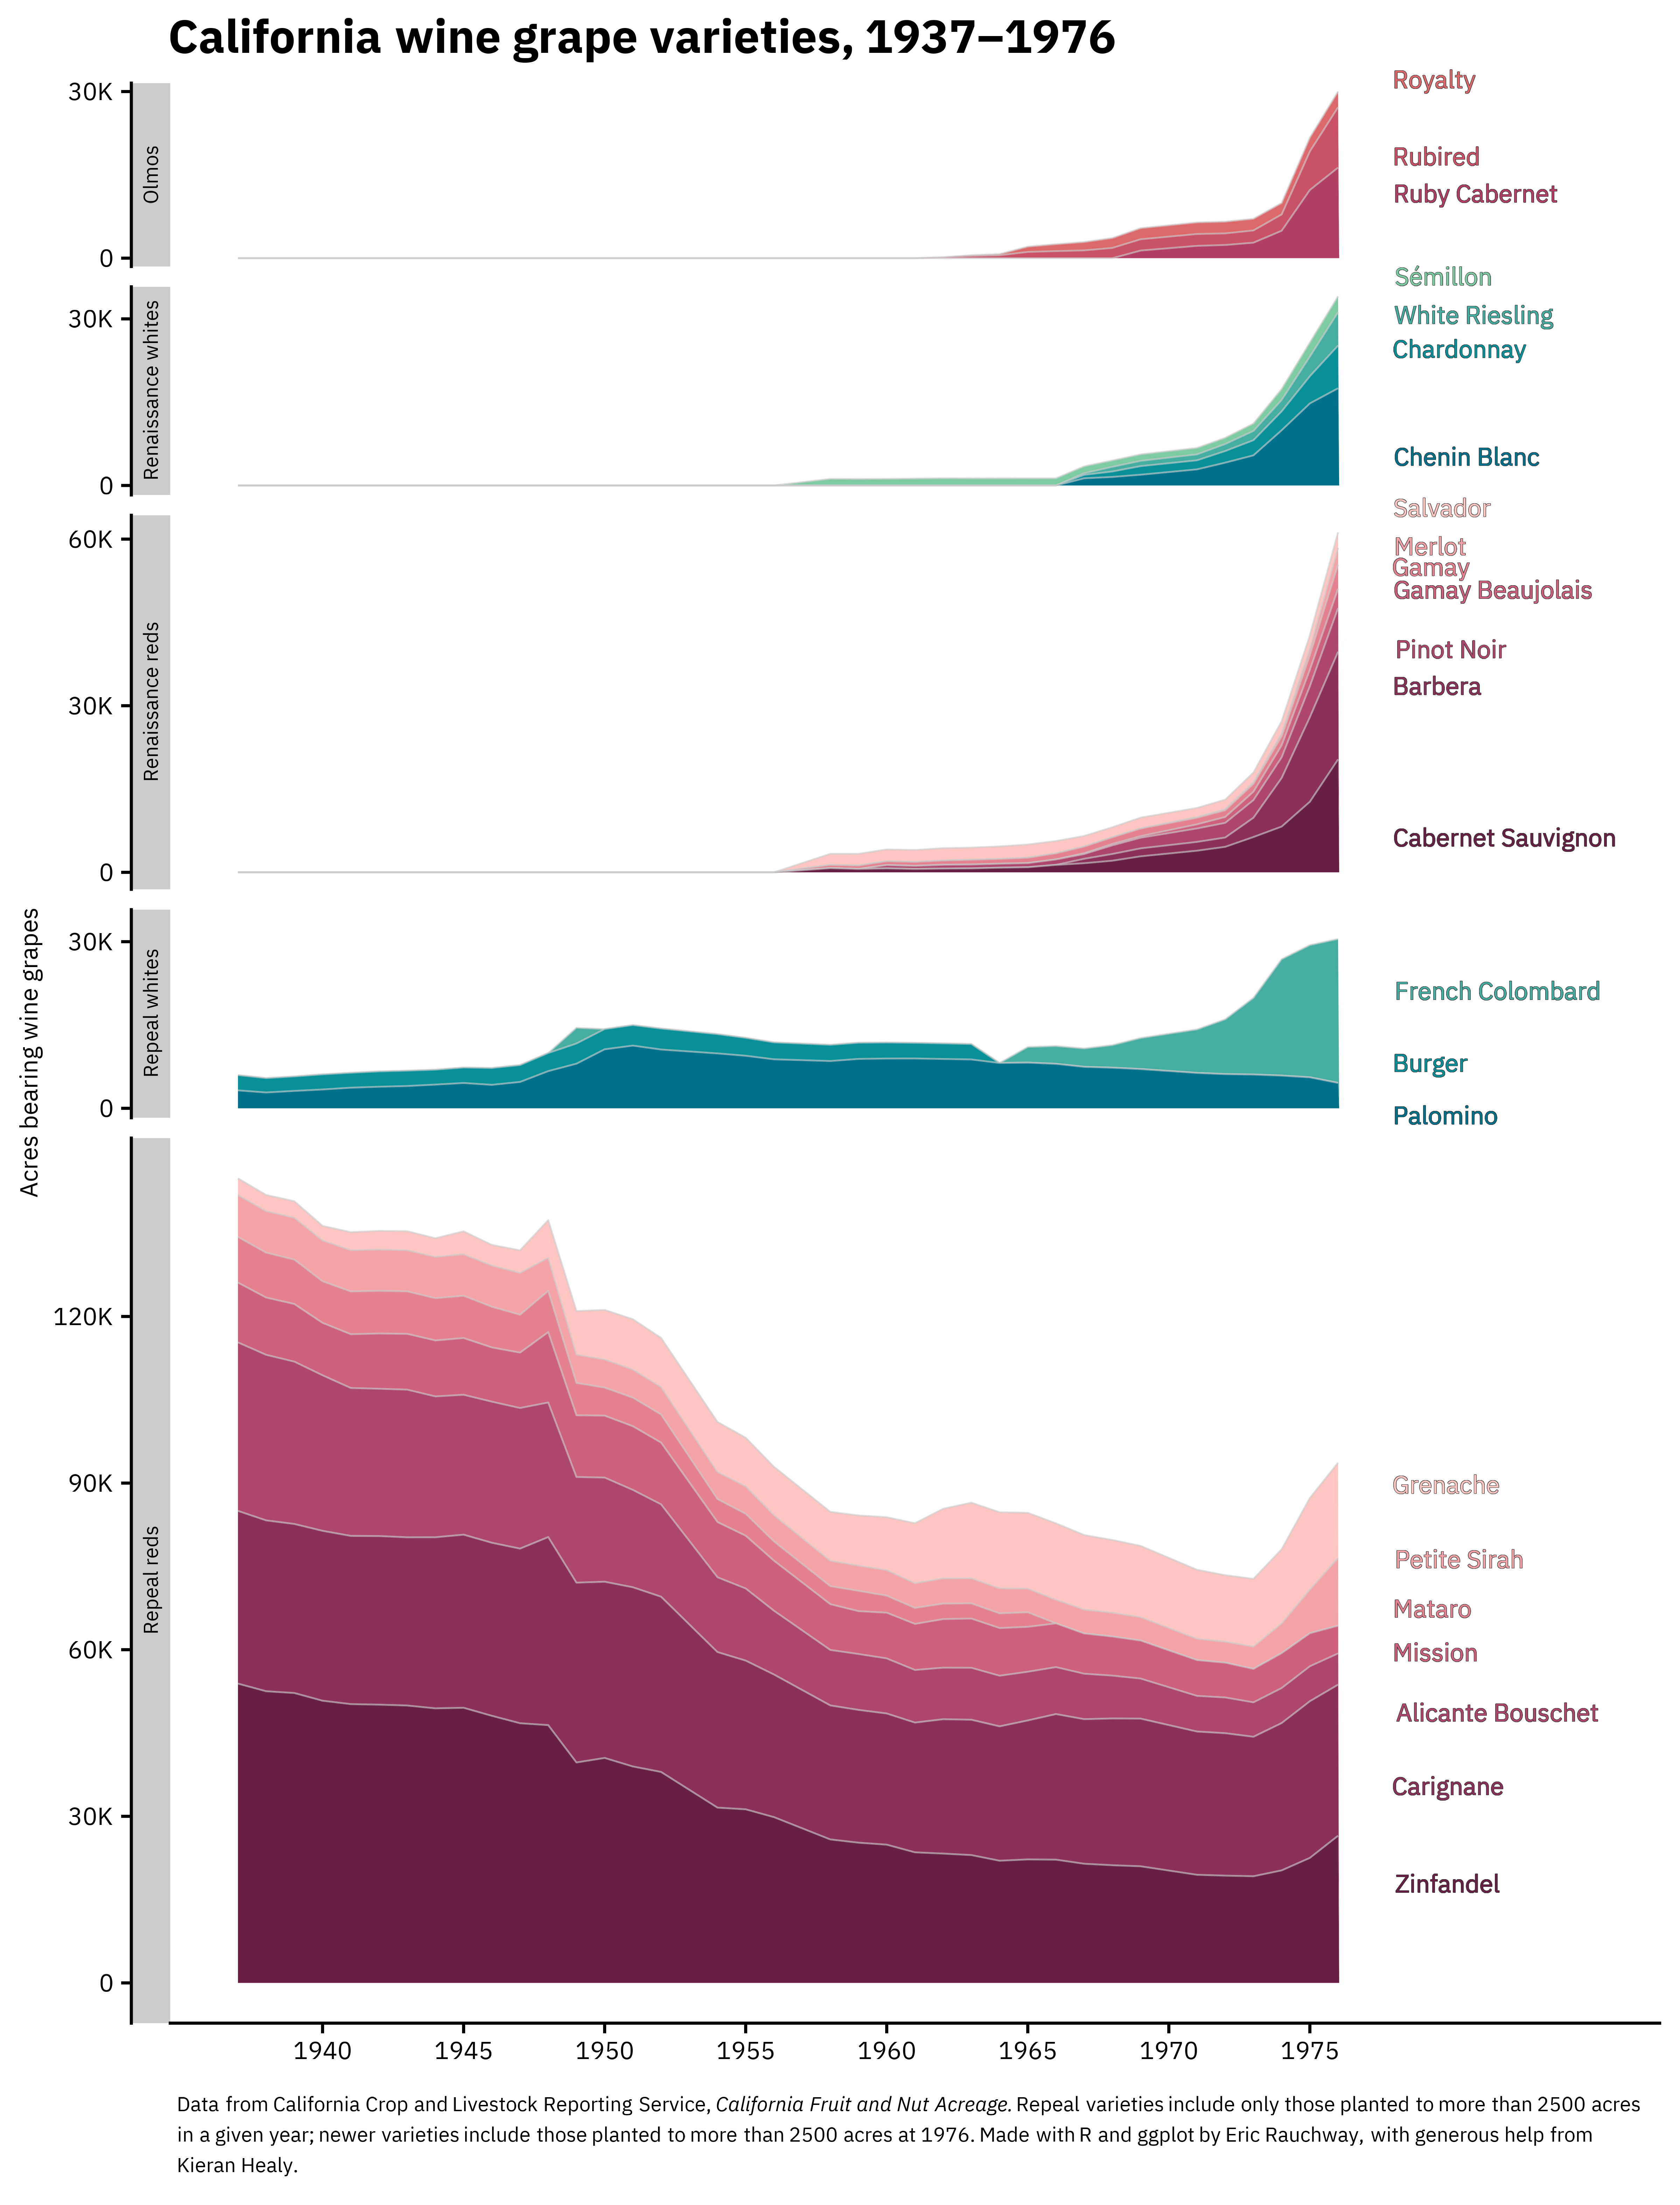 California wine grape varieties, 1937–1976
Acres bearing wine grapes
Olmos
30K
0
Royalty
Rubired
Ruby Cabernet
Renaissance whites
30K
0
Sémillon
White Riesling
Chardonnay
Chenin Blanc
Renaissance reds
60K
30K
0
Salvador
Merlot
Gamay
Gamay Beaujolais
Pinot Noir
Barbera
Cabernet Sauvignon
Repeal whites
30K
0
French Colombard
Burger
Palomino
Repeal reds
120K
90K
60K
30K
0
Grenache
Petite Sirah
Mataro
Mission
Alicante Bouschet
Carignane
Zinfandel
1940 1945 1950 1955 1960 1965 1970 1975
Data from California Crop and Livestock Reporting Service, California Fruit and Nut Acreage. Repeal varieties include only those planted to more than 2500 acres
in a given year; newer varieties include those planted to more than 2500 acres at 1976. Made with R and ggplot by Eric Rauchway, with generous help from
Kieran Healy.